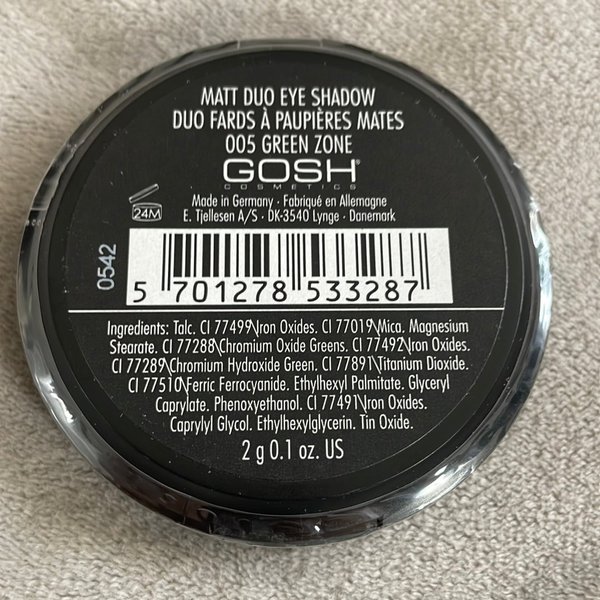 MATT DUO EYE SHADOW
DUO FARDS À PAUPIÈRES MATES
005 GREEN ZONE
GOSH®
COSMETICS
Made in Germany · Fabriqué en Allemagne
E. Tjellesen A/S · DK-3540 Lynge · Danemark
24M
0542
5 701278 533287
Ingredients: Talc. CI 77499\Iron Oxides. CI 77019\Mica. Magnesium
Stearate. CI 77288\Chromium Oxide Greens. CI 77492\Iron Oxides.
CI 77289\Chromium Hydroxide Green. CI 77891\Titanium Dioxide.
CI 77510\Ferric Ferrocyanide. Ethylhexyl Palmitate. Glyceryl
Caprylate. Phenoxyethanol. CI 77491\Iron Oxides.
Caprylyl Glycol. Ethylhexylglycerin. Tin Oxide.
2 g 0.1 oz. US